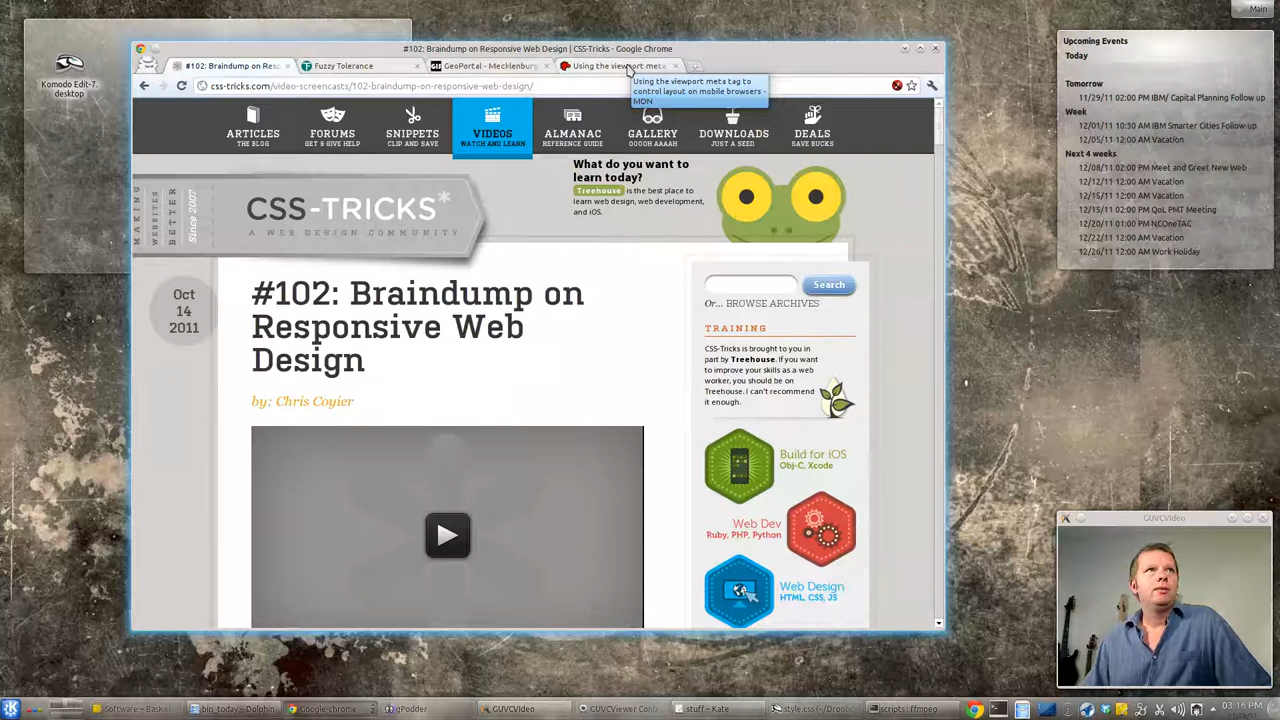 Main
#102: Braindump on Responsive Web Design | CSS-Tricks - Google Chrome
#102: Braindump on Res
Fuzzy Tolerance
GeoPortal - Mecklenburg
Using the viewport meta
css-tricks.com/video-screencasts/102-braindump-on-responsive-web-design/
Using the viewport meta tag to
control layout on mobile browsers -
MDN
Komodo Edit-7.
desktop
Upcoming Events
Today
Tomorrow
11/29/11 02:00 PM IBM/ Capital Planning Follow up
Week
12/01/11 10:30 AM IBM Smarter Cities Follow-up
12/05/11 12:00 AM Vacation
Next 4 weeks
12/08/11 02:00 PM Meet and Greet New Web
12/12/11 12:00 AM Vacation
12/15/11 12:00 AM Vacation
12/15/11 02:00 PM QoL PMT Meeting
12/20/11 01:00 PM NCOneTAC
12/22/11 12:00 AM Vacation
12/26/11 12:00 AM Work Holiday
ARTICLES
THE BLOG
FORUMS
GET & GIVE HELP
SNIPPETS
CLIP AND SAVE
VIDEOS
WATCH AND LEARN
ALMANAC
REFERENCE GUIDE
GALLERY
OOOOH AAAAH
DOWNLOADS
JUST A SEED
DEALS
SAVE BUCKS
What do you want to
learn today?
Treehouse is the best place to
learn web design, web development,
and iOS.
MAKING
WEBSITES
BETTER
Since 2007
CSS-TRICKS*
A WEB DESIGN COMMUNITY
Oct
14
2011
#102: Braindump on
Responsive Web
Design
by: Chris Coyier
Search
Or... BROWSE ARCHIVES
TRAINING
CSS-Tricks is brought to you in
part by Treehouse. If you want
to improve your skills as a web
worker, you should be on
Treehouse. I can't recommend
it enough.
Build for iOS
Obj-C, Xcode
Web Dev
Ruby, PHP, Python
Web Design
HTML, CSS, JS
GUVCVideo
Software - Baske
bin_today - Dolphin
Google-chrome
gPodder
GUVCVideo
GUVCViewer Contr
stuff - Kate
style.css (~/Dropb
scripts : ffmpeg
03:16 PM